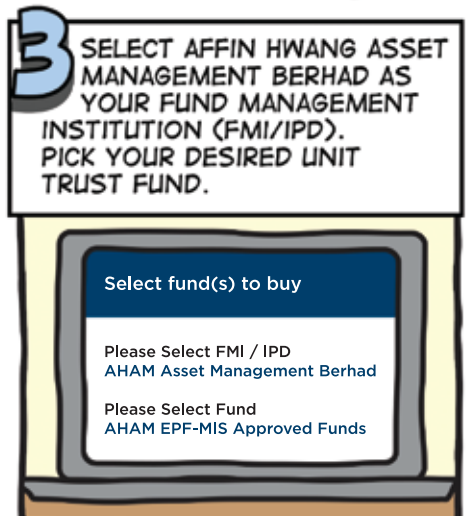 3
SELECT AFFIN HWANG ASSET
MANAGEMENT BERHAD AS
YOUR FUND MANAGEMENT
INSTITUTION (FMI/IPD).
PICK YOUR DESIRED UNIT
TRUST FUND.
Select fund(s) to buy
Please Select FMI / IPD
AHAM Asset Management Berhad
Please Select Fund
AHAM EPF-MIS Approved Funds